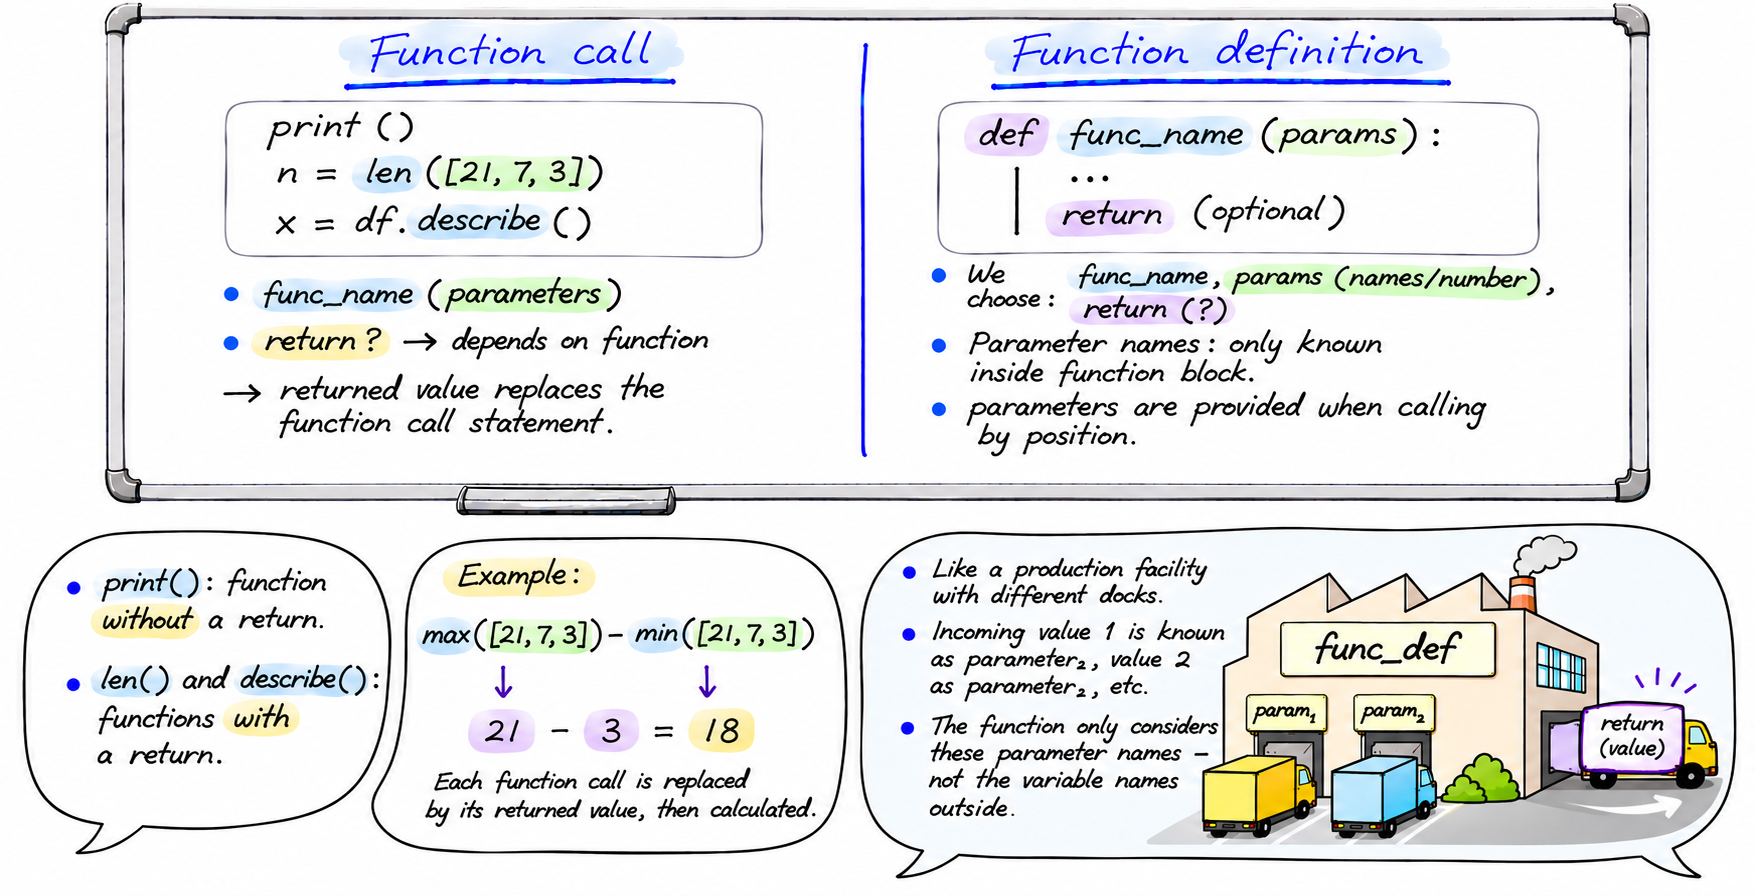 Function call
print ()
n = len ([21, 7, 3])
x = df.describe ()
• func_name (parameters)
• return ? → depends on function
→ returned value replaces the
function call statement.
Function definition
def func_name (params) :
...
return (optional)
• We choose : func_name, params (names/number),
return (?)
• Parameter names : only known
inside function block.
• parameters are provided when calling
by position.
• print() : function
without a return.
• len() and describe() :
functions with
a return.
Example :
max([21, 7, 3]) – min([21, 7, 3])
↓ ↓
21 – 3 = 18
Each function call is replaced
by its returned value, then calculated.
• Like a production facility
with different docks.
• Incoming value 1 is known
as parameter₂, value 2
as parameter₂, etc.
• The function only considers
these parameter names –
not the variable names
outside.
func_def
param₁ param₂
return
(value)